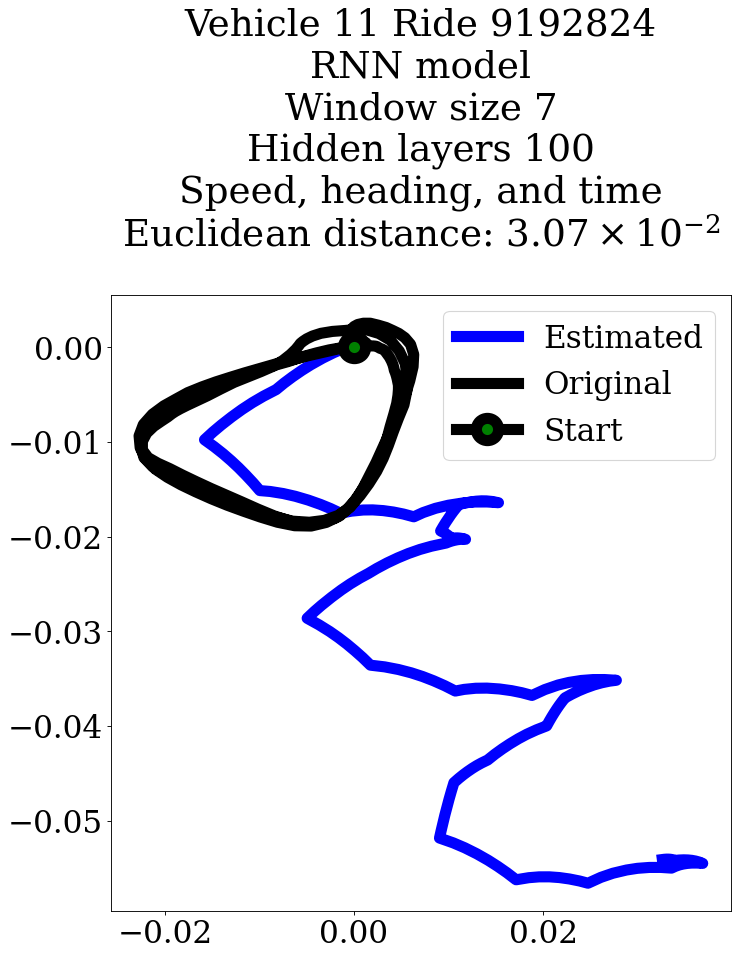 Vehicle 11 Ride 9192824
RNN model
Window size 7
Hidden layers 100
Speed, heading, and time
Euclidean distance: 3.07 × 10⁻²
Estimated
Original
Start
0.00
−0.01
−0.02
−0.03
−0.04
−0.05
−0.02 0.00 0.02